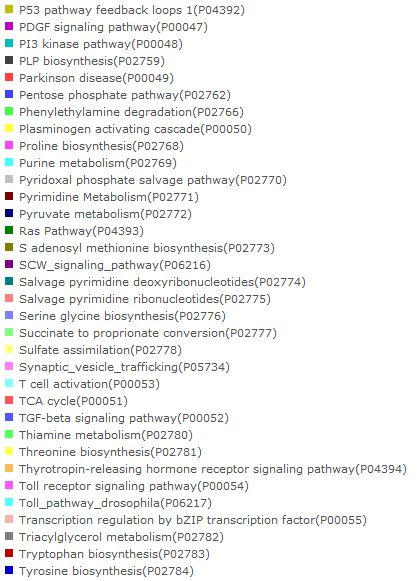 P53 pathway feedback loops 1(P04392)
PDGF signaling pathway(P00047)
PI3 kinase pathway(P00048)
PLP biosynthesis(P02759)
Parkinson disease(P00049)
Pentose phosphate pathway(P02762)
Phenylethylamine degradation(P02766)
Plasminogen activating cascade(P00050)
Proline biosynthesis(P02768)
Purine metabolism(P02769)
Pyridoxal phosphate salvage pathway(P02770)
Pyrimidine Metabolism(P02771)
Pyruvate metabolism(P02772)
Ras Pathway(P04393)
S adenosyl methionine biosynthesis(P02773)
SCW_signaling_pathway(P06216)
Salvage pyrimidine deoxyribonucleotides(P02774)
Salvage pyrimidine ribonucleotides(P02775)
Serine glycine biosynthesis(P02776)
Succinate to proprionate conversion(P02777)
Sulfate assimilation(P02778)
Synaptic_vesicle_trafficking(P05734)
T cell activation(P00053)
TCA cycle(P00051)
TGF-beta signaling pathway(P00052)
Thiamine metabolism(P02780)
Threonine biosynthesis(P02781)
Thyrotropin-releasing hormone receptor signaling pathway(P04394)
Toll receptor signaling pathway(P00054)
Toll_pathway_drosophila(P06217)
Transcription regulation by bZIP transcription factor(P00055)
Triacylglycerol metabolism(P02782)
Tryptophan biosynthesis(P02783)
Tyrosine biosynthesis(P02784)